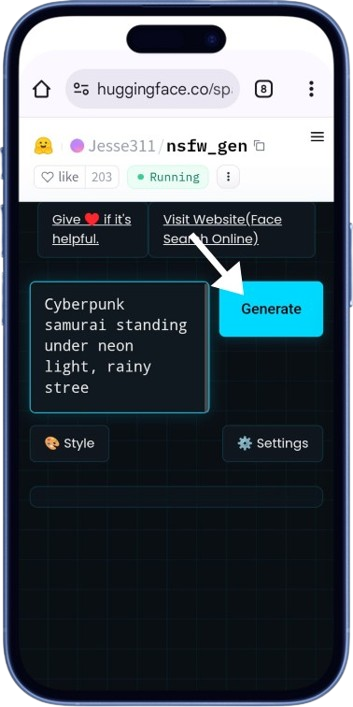 huggingface.co/sp
8
Jesse311/nsfw_gen
like 203
Running
Give ❤️ if it's
helpful.
Visit Website(Face
Search Online)
Cyberpunk
samurai standing
under neon
light, rainy
stree
Generate
🎨 Style
⚙️ Settings